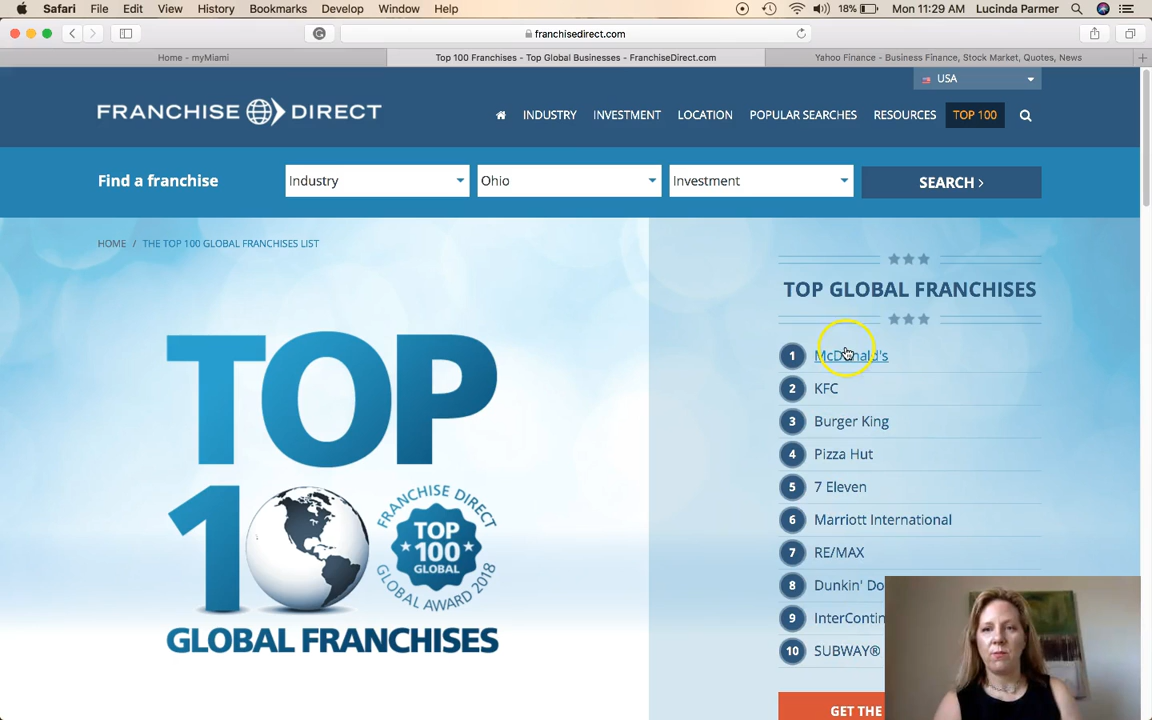 Safari File Edit View History Bookmarks Develop Window Help 18% Mon 11:29 AM Lucinda Parmer
franchisedirect.com
Home - myMiami Top 100 Franchises - Top Global Businesses - FranchiseDirect.com Yahoo Finance - Business Finance, Stock Market, Quotes, News
USA
FRANCHISE DIRECT
INDUSTRY INVESTMENT LOCATION POPULAR SEARCHES RESOURCES TOP 100
Find a franchise Industry Ohio Investment SEARCH >
HOME / THE TOP 100 GLOBAL FRANCHISES LIST
TOP
100
GLOBAL FRANCHISES
FRANCHISE DIRECT
TOP
100
GLOBAL
GLOBAL AWARD 2018
TOP GLOBAL FRANCHISES
1 McDonald's
2 KFC
3 Burger King
4 Pizza Hut
5 7 Eleven
6 Marriott International
7 RE/MAX
8 Dunkin' Do
9 InterContin
10 SUBWAY®
GET THE